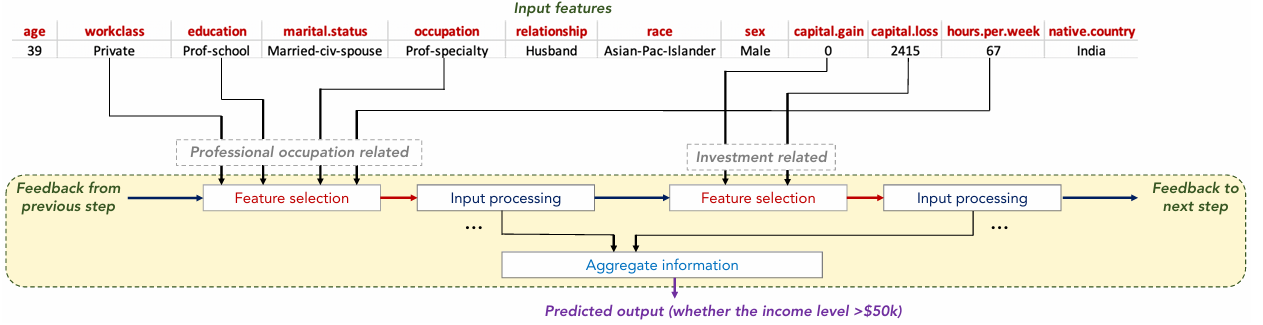 Input features
age workclass education marital.status occupation relationship race sex capital.gain capital.loss hours.per.week native.country
39 Private Prof-school Married-civ-spouse Prof-specialty Husband Asian-Pac-Islander Male 0 2415 67 India
Professional occupation related
Investment related
Feedback from
previous step
Feature selection
Input processing
Feature selection
Input processing
Feedback to
next step
...
...
Aggregate information
Predicted output (whether the income level >$50k)